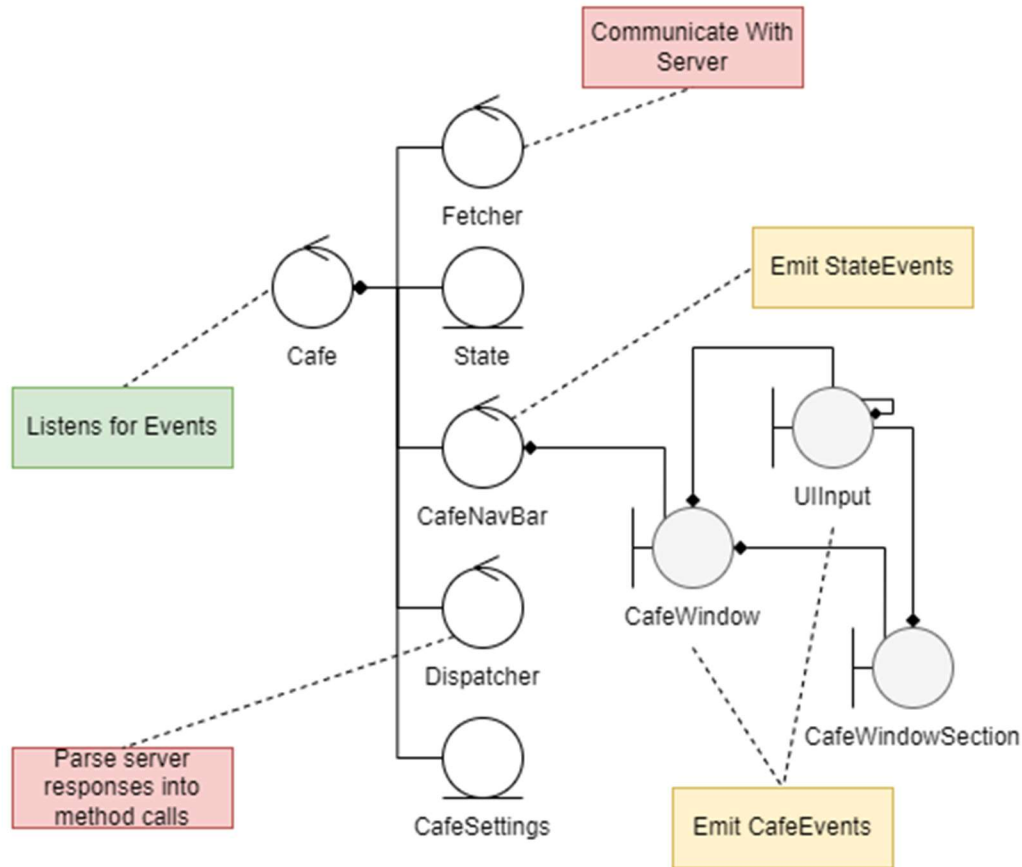 Communicate With
Server
Fetcher
Emit StateEvents
Cafe
State
Listens for Events
CafeNavBar
UIInput
CafeWindow
Dispatcher
CafeWindowSection
Parse server
responses into
method calls
CafeSettings
Emit CafeEvents